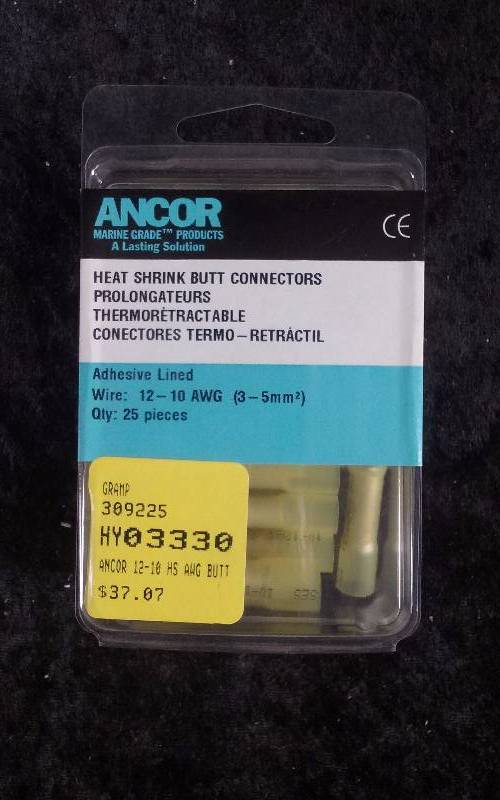 ANCOR
MARINE GRADE™ PRODUCTS
A Lasting Solution
CE
HEAT SHRINK BUTT CONNECTORS
PROLONGATEURS
THERMORÉTRACTABLE
CONECTORES TERMO-RETRÁCTIL
Adhesive Lined
Wire: 12-10 AWG (3-5mm²)
Qty: 25 pieces
GRAMP
309225
HY03330
ANCOR 12-10 HS AWG BUTT
$37.07